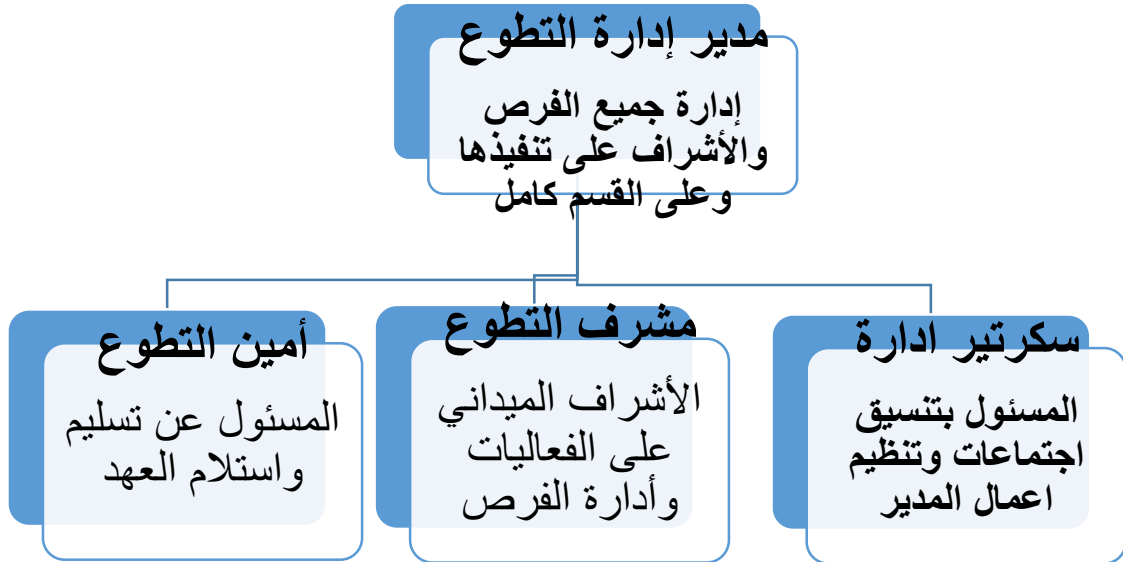 مدير إدارة التطوع
إدارة جميع الفرص
والأشراف على تنفيذها
وعلى القسم كامل
سكرتير ادارة
المسئول بتنسيق
اجتماعات وتنظيم
اعمال المدير
مشرف التطوع
الأشراف الميداني
على الفعاليات
وأدارة الفرص
أمين التطوع
المسئول عن تسليم
واستلام العهد